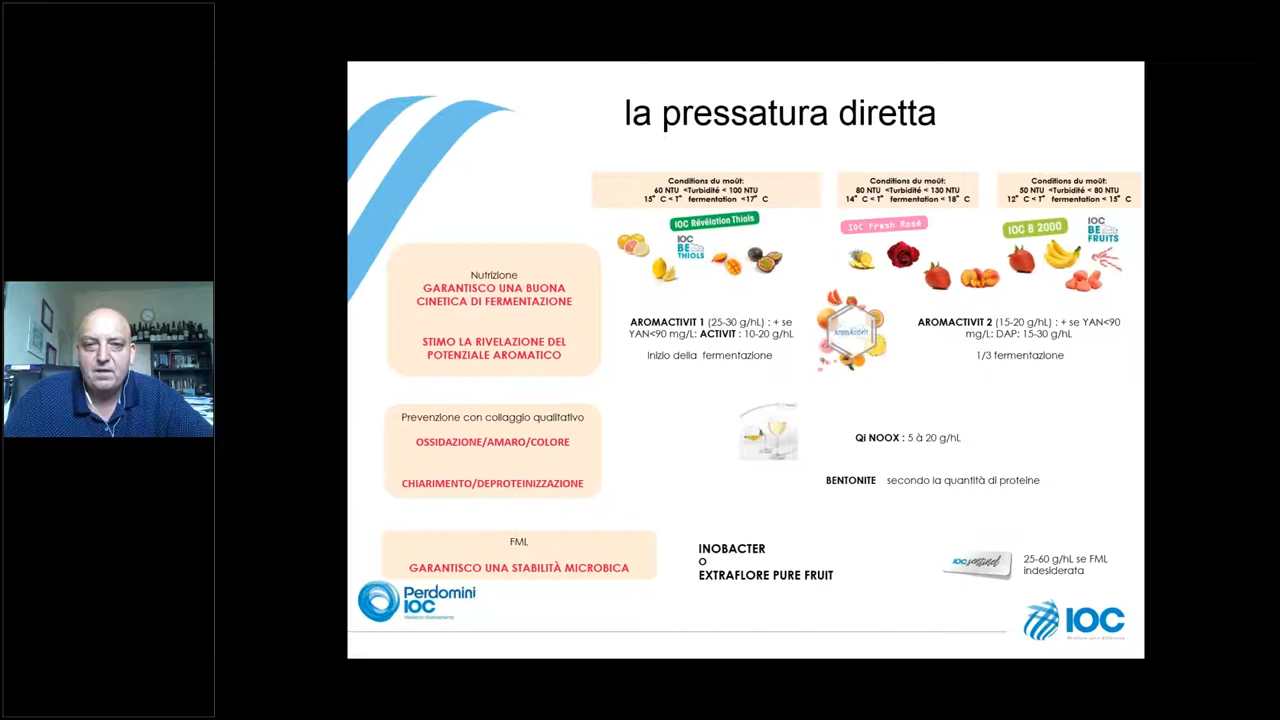 la pressatura diretta
Conditions du moût:
60 NTU <Turbidité < 100 NTU
15° C < T° fermentation <17° C
Conditions du moût:
80 NTU <Turbidité < 130 NTU
14° C < T° fermentation < 18° C
Conditions du moût:
50 NTU <Turbidité < 80 NTU
12° C < T° fermentation < 15° C
IOC Révélation Thiols
IOC
BE
THIOLS
IOC Fresh Rosé
IOC B 2000
IOC
BE
FRUITS
Nutrizione
GARANTISCO UNA BUONA
CINETICA DI FERMENTAZIONE
STIMO LA RIVELAZIONE DEL
POTENZIALE AROMATICO
AROMACTIVIT 1 (25-30 g/hL) : + se
YAN<90 mg/L: ACTIVIT : 10-20 g/hL
Inizio della fermentazione
AromActivit
AROMACTIVIT 2 (15-20 g/hL) : + se YAN<90
mg/L: DAP: 15-30 g/hL
1/3 fermentazione
Prevenzione con collaggio qualitativo
OSSIDAZIONE/AMARO/COLORE
CHIARIMENTO/DEPROTEINIZZAZIONE
Qi NOOX : 5 à 20 g/hL
BENTONITE secondo la quantità di proteine
FML
GARANTISCO UNA STABILITÀ MICROBICA
INOBACTER
O
EXTRAFLORE PURE FRUIT
IOC sentinel
25-60 g/hL se FML
indesiderata
Perdomini
IOC
IOC